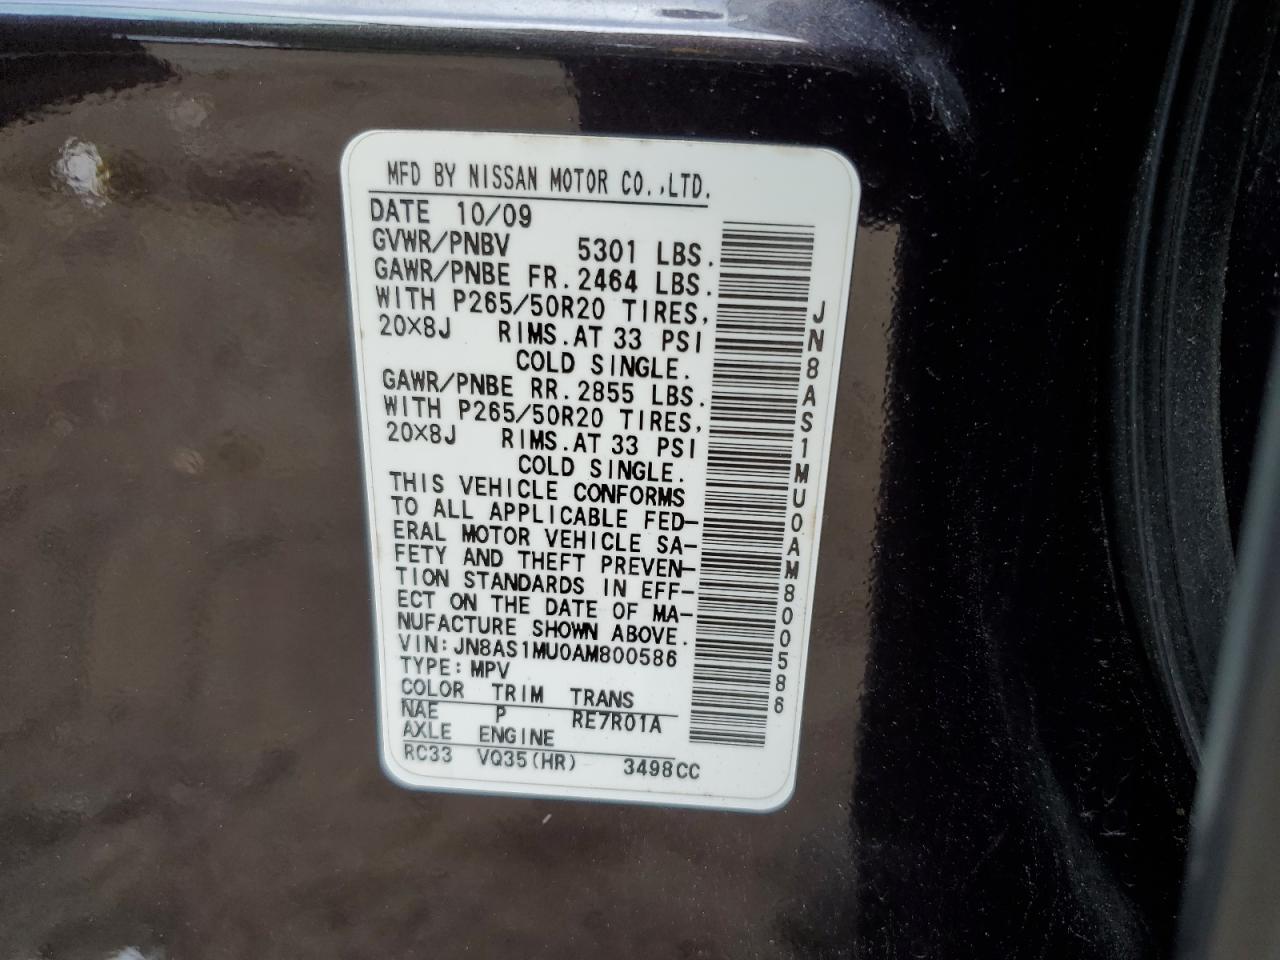 MFD BY NISSAN MOTOR CO.,LTD.
DATE 10/09
GVWR/PNBV 5301 LBS.
GAWR/PNBE FR. 2464 LBS.
WITH P265/50R20 TIRES,
20×8J RIMS.AT 33 PSI
COLD SINGLE.
GAWR/PNBE RR. 2855 LBS.
WITH P265/50R20 TIRES,
20×8J RIMS.AT 33 PSI
COLD SINGLE.
THIS VEHICLE CONFORMS
TO ALL APPLICABLE FED-
ERAL MOTOR VEHICLE SA-
FETY AND THEFT PREVEN-
TION STANDARDS IN EFF-
ECT ON THE DATE OF MA-
NUFACTURE SHOWN ABOVE.
VIN:JN8AS1MU0AM800586
TYPE:MPV
COLOR TRIM TRANS
NAE P RE7R01A
AXLE ENGINE
RC33 VQ35(HR) 3498CC
JN8AS1MU0AM800586